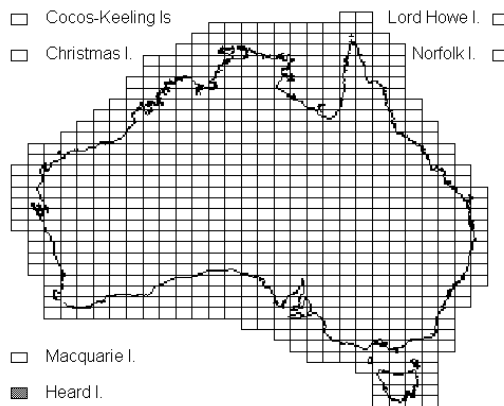 Cocos-Keeling Is
Lord Howe I.
Christmas I.
Norfolk I.
Macquarie I.
Heard I.